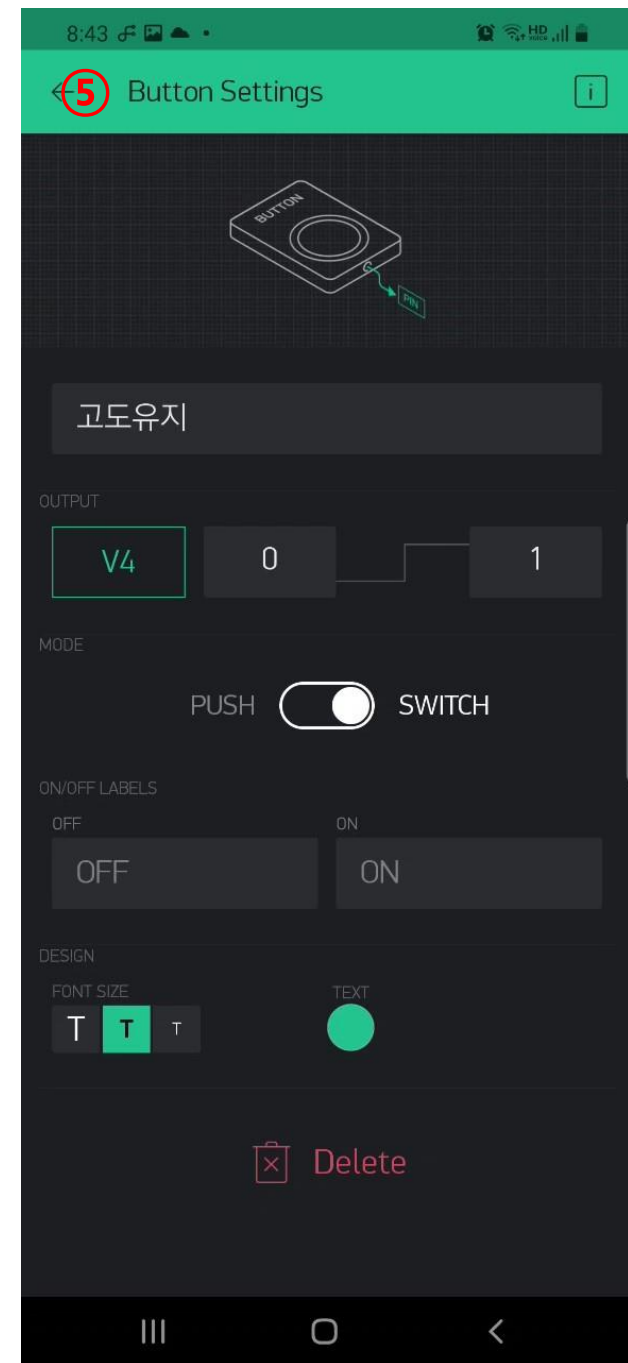 8:43
HD
⑤ Button Settings i
BUTTON
PIN
고도유지
OUTPUT
V4 0 1
MODE
PUSH SWITCH
ON/OFF LABELS
OFF ON
OFF ON
DESIGN
FONT SIZE TEXT
T T T
Delete